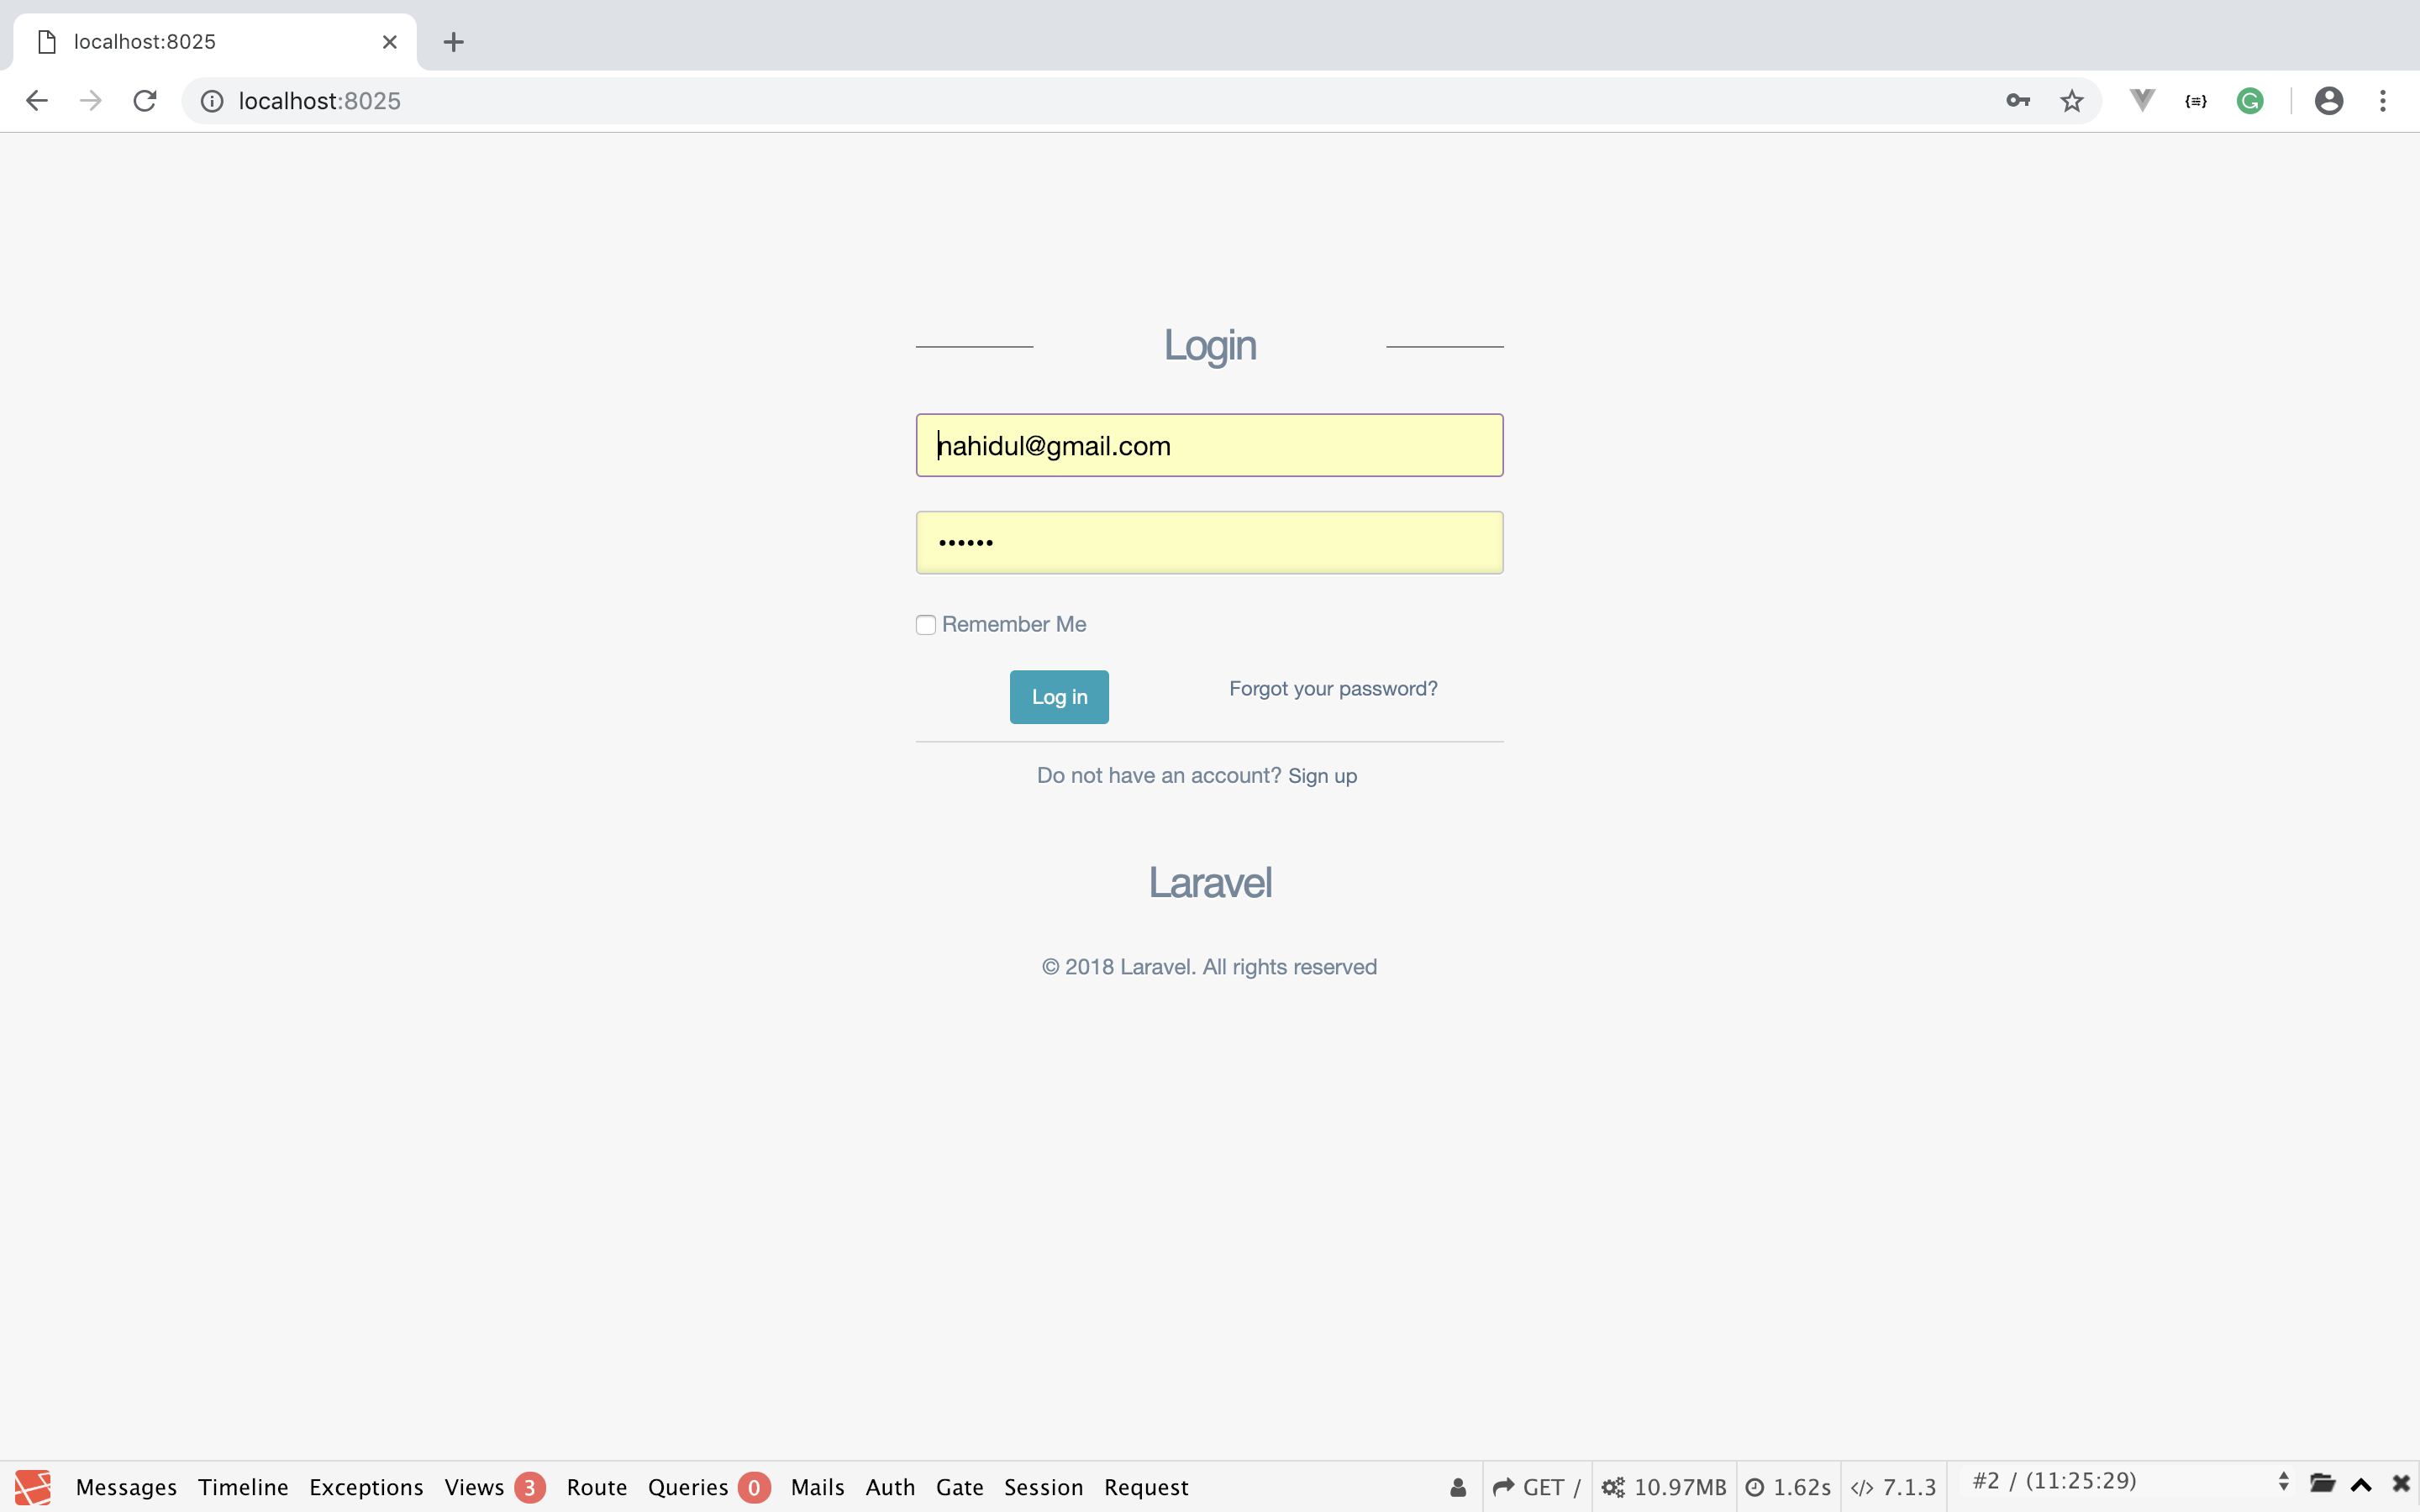 localhost:8025
localhost:8025
Login
nahidul@gmail.com
••••••
Remember Me
Log in
Forgot your password?
Do not have an account? Sign up
Laravel
© 2018 Laravel. All rights reserved
Messages Timeline Exceptions Views 3 Route Queries 0 Mails Auth Gate Session Request GET / 10.97MB 1.62s </> 7.1.3 #2 / (11:25:29)